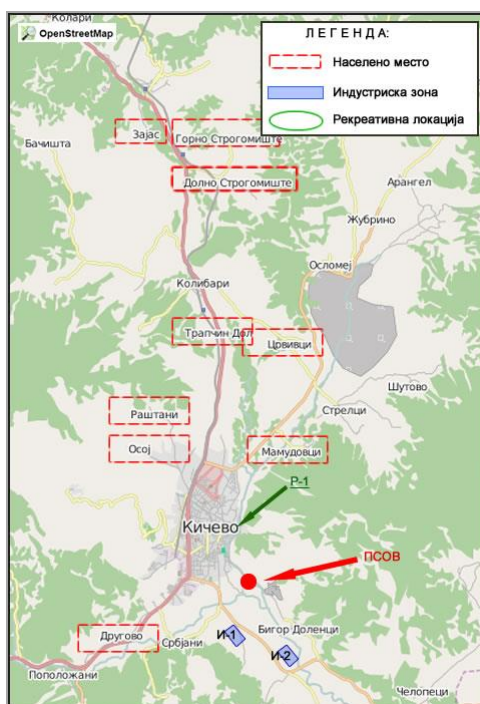 Колари
OpenStreetMap
Л Е Г Е Н Д А:
Населено место
Индустриска зона
Рекреативна локација
Зајас
Горно Строгомиште
Бачишта
Долно Строгомиште
Арангел
Жубрино
Осломеј
Колибари
Трапчин Дол
Црвивци
Шутово
Раштани
Стрелци
Осој
Мамудовци
Р-1
Кичево
ПСОВ
Другово
И-1
Бигор Доленци
Србјани
И-2
Поположани
Челопеци